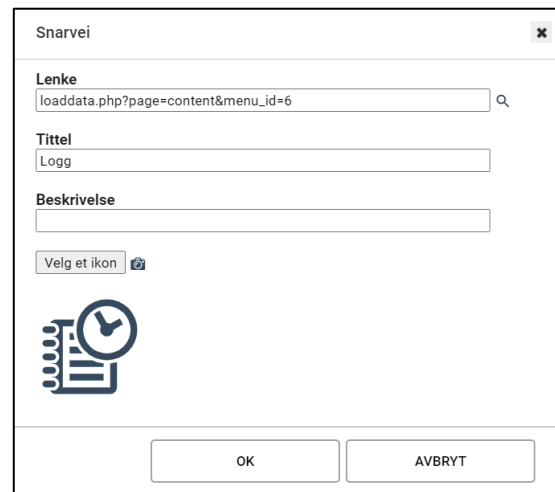 Snarvei
Lenke
loaddata.php?page=content&menu_id=6
Tittel
Logg
Beskrivelse
Velg et ikon
OK AVBRYT